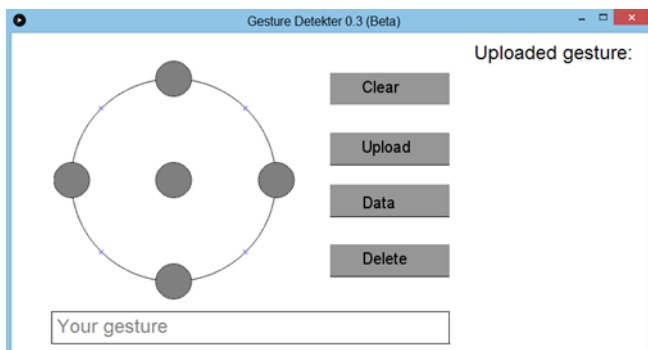 Gesture Detekter 0.3 (Beta)
Uploaded gesture:
Clear
Upload
Data
Delete
Your gesture